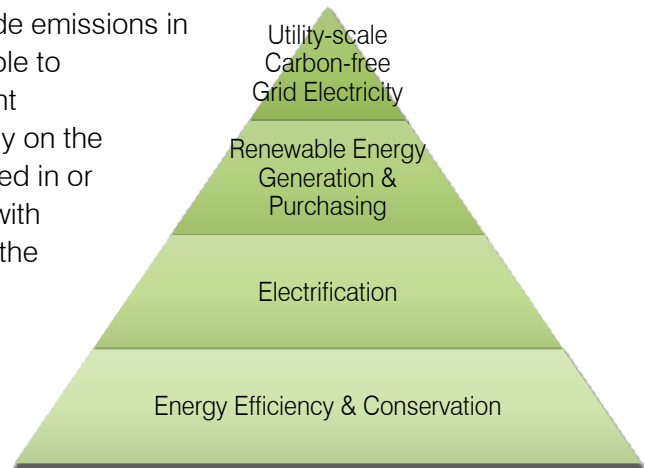 de emissions in
ole to
nt
y on the
ed in or
with
the
Utility-scale
Carbon-free
Grid Electricity
Renewable Energy
Generation &
Purchasing
Electrification
Energy Efficiency & Conservation